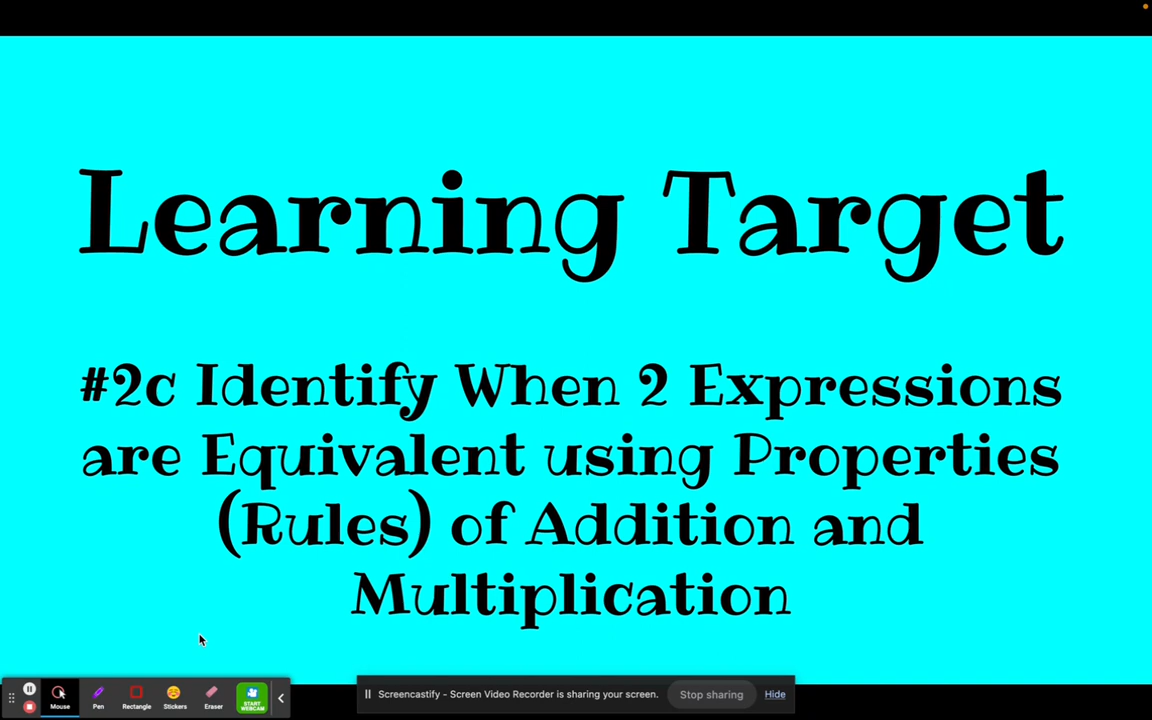 Learning Target
#2c Identify When 2 Expressions
are Equivalent using Properties
(Rules) of Addition and
Multiplication
Mouse
Pen
Rectangle
Stickers
Eraser
START
WEBCAM
Screencastify - Screen Video Recorder is sharing your screen.
Stop sharing
Hide